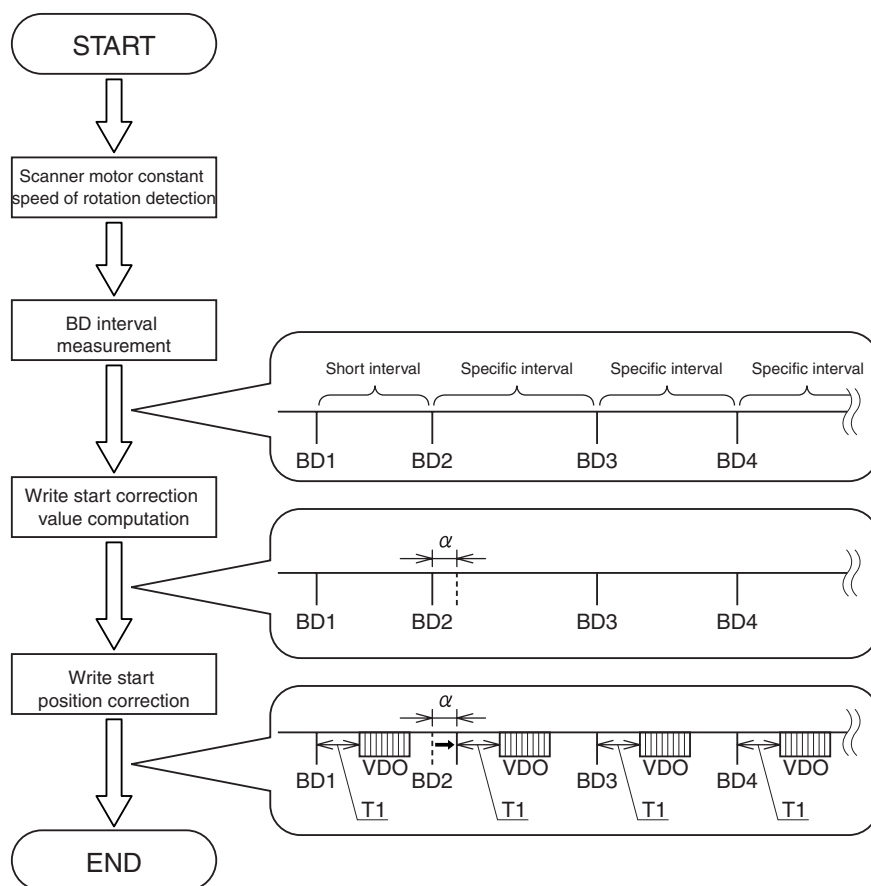 START
Scanner motor constant
speed of rotation detection
BD interval
measurement
Short interval Specific interval Specific interval Specific interval
BD1 BD2 BD3 BD4
Write start correction
value computation
α
BD1 BD2 BD3 BD4
Write start
position correction
α
VDO VDO VDO VDO
BD1 BD2 BD3 BD4
T1 T1 T1 T1
END